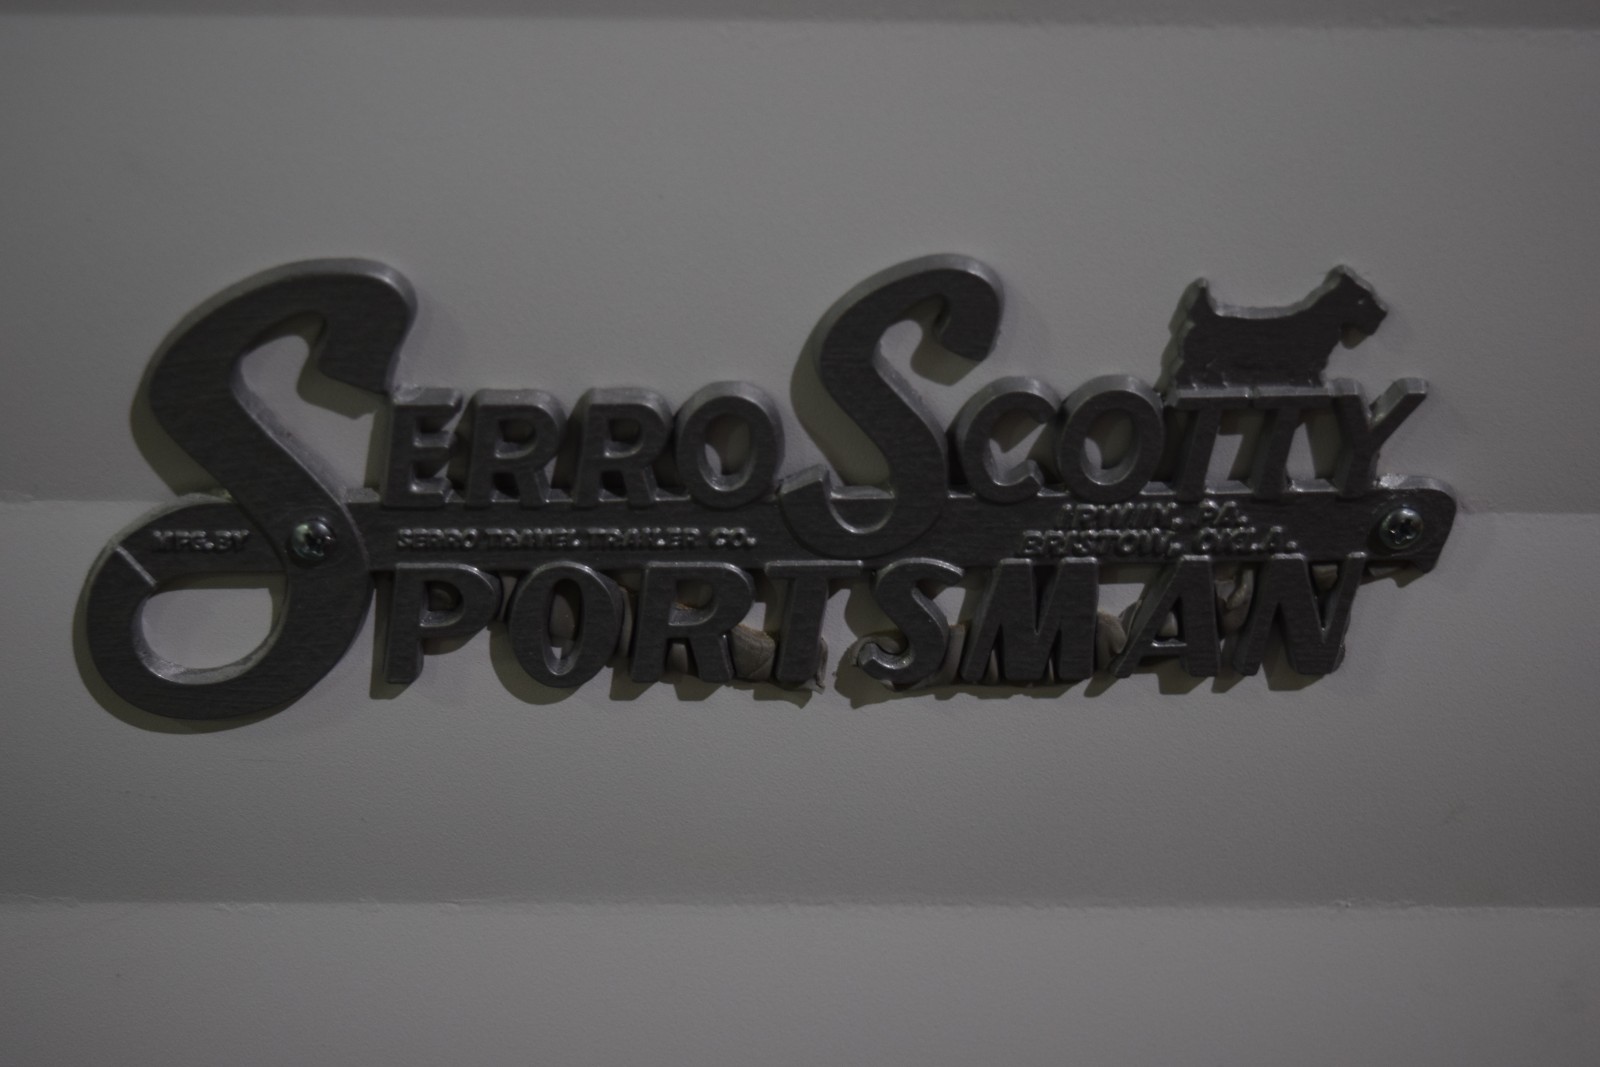 SERRO SCOTTY
MFG. BY SERRO TRAVEL TRAILER CO. IRWIN, PA.
BRISTOW, OKLA.
SPORTSMAN